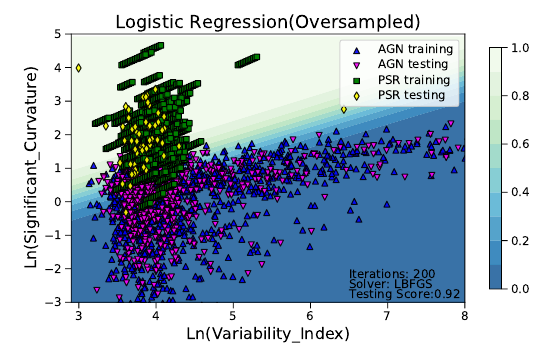 Logistic Regression(Oversampled)
AGN training
AGN testing
PSR training
PSR testing
Iterations: 200
Solver: LBFGS
Testing Score:0.92
Ln(Significant_Curvature)
5
4
3
2
1
0
−1
−2
−3
3
4
5
6
7
8
Ln(Variability_Index)
1.0
0.8
0.6
0.4
0.2
0.0